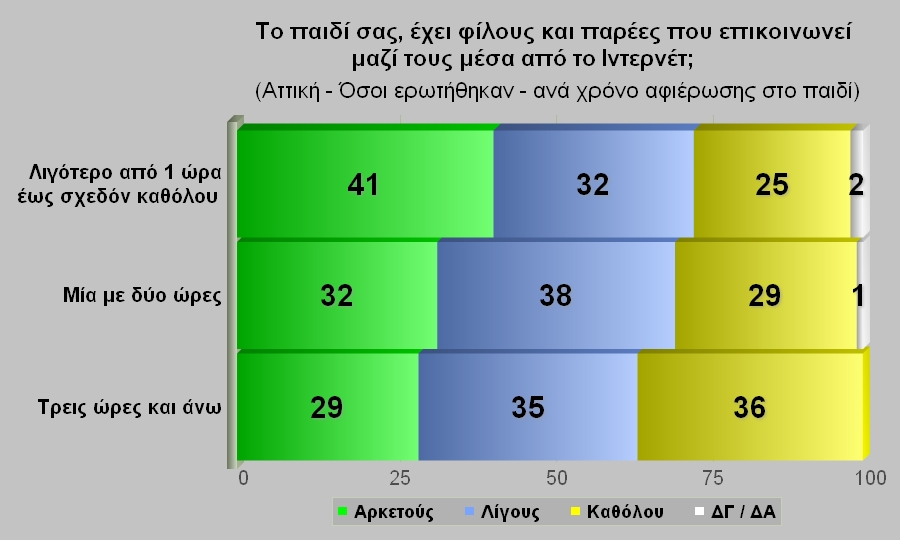 Το παιδί σας, έχει φίλους και παρέες που επικοινωνεί
μαζί τους μέσα από το Ιντερνέτ;
(Αττική - Όσοι ερωτήθηκαν - ανά χρόνο αφιέρωσης στο παιδί)
Λιγότερο από 1 ώρα
έως σχεδόν καθόλου
41 32 25 2
Μία με δύο ώρες
32 38 29 1
Τρεις ώρες και άνω
29 35 36
0 25 50 75 100
Αρκετούς Λίγους Καθόλου ΔΓ / ΔΑ